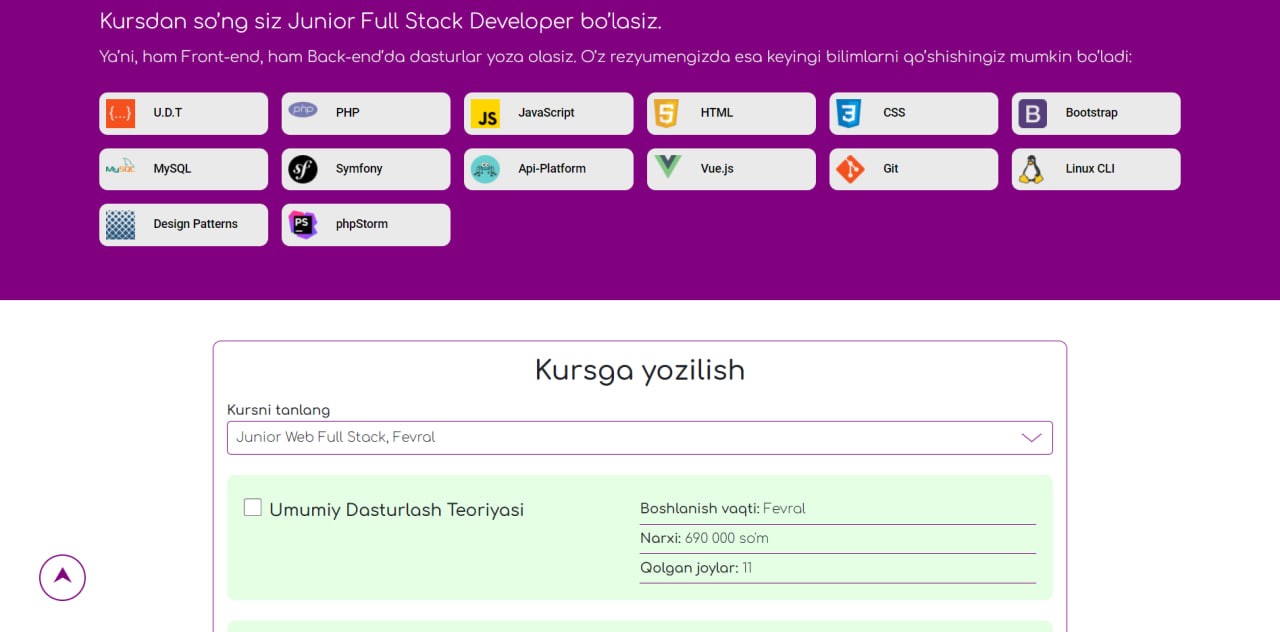 Kursdan so’ng siz Junior Full Stack Developer bo’lasiz.
Ya’ni, ham Front-end, ham Back-end’da dasturlar yoza olasiz. O’z rezyumengizda esa keyingi bilimlarni qo’shishingiz mumkin bo’ladi:
{...} U.D.T php PHP JS JavaScript 5 HTML 3 CSS B Bootstrap
MySQL MySQL sf Symfony Api-Platform Vue.js Git Linux CLI
Design Patterns PS phpStorm
Kursga yozilish
Kursni tanlang
Junior Web Full Stack, Fevral
Umumiy Dasturlash Teoriyasi
Boshlanish vaqti: Fevral
Narxi: 690 000 so'm
Qolgan joylar: 11